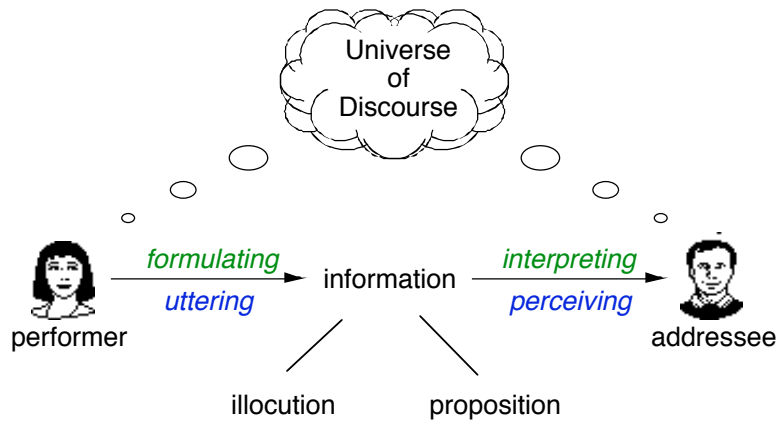 Universe
of
Discourse
formulating
interpreting
information
uttering
perceiving
performer
addressee
illocution
proposition